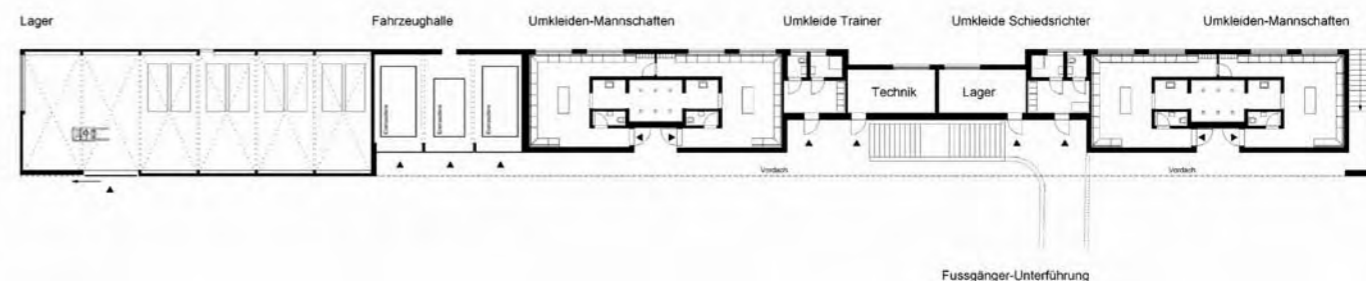 Lager
Fahrzeughalle
Umkleiden-Mannschaften
Umkleide Trainer
Umkleide Schiedsrichter
Umkleiden-Mannschaften
Technik
Lager
Vordach
Vordach
Fussgänger-Unterführung